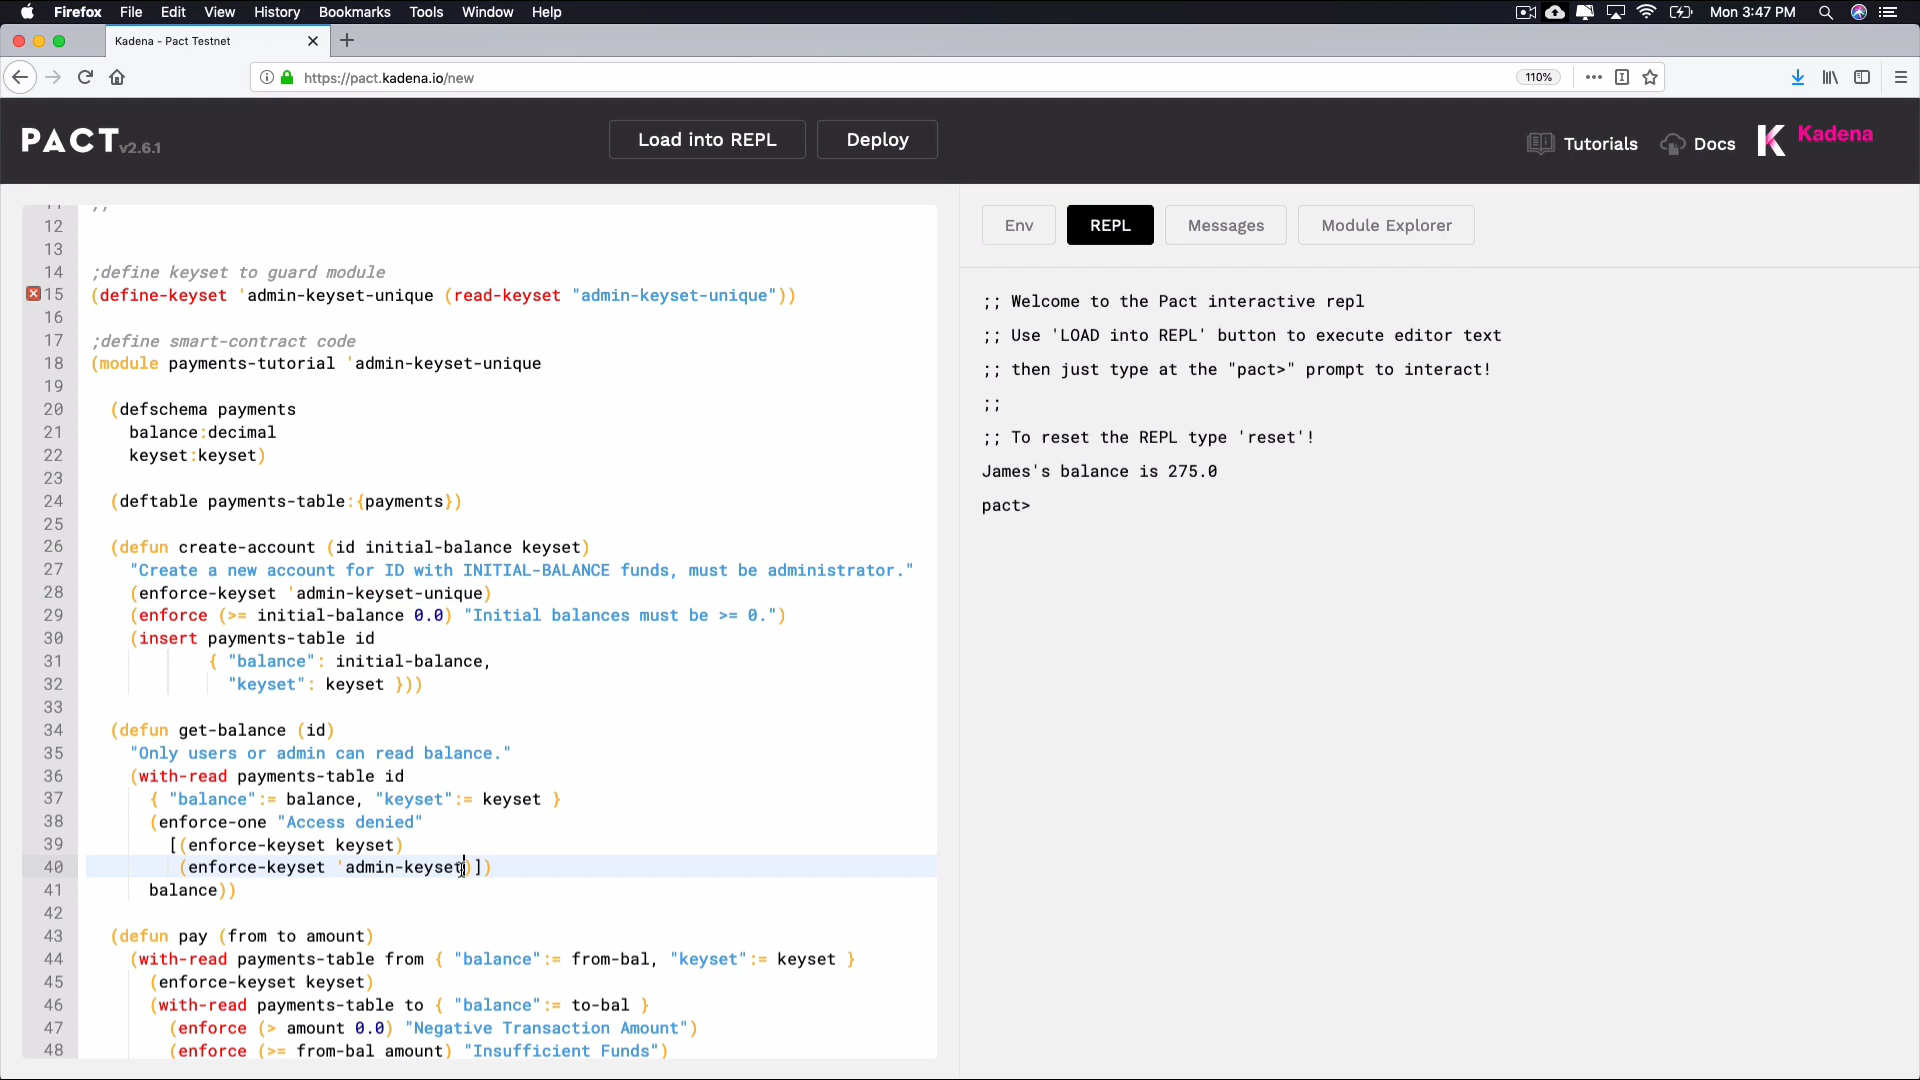 Firefox File Edit View History Bookmarks Tools Window Help Mon 3:47 PM
Kadena - Pact Testnet
https://pact.kadena.io/new 110%
PACT v2.6.1 Load into REPL Deploy Tutorials Docs Kadena
11 ;;
12
13
14 ;define keyset to guard module
15 (define-keyset 'admin-keyset-unique (read-keyset "admin-keyset-unique"))
16
17 ;define smart-contract code
18 (module payments-tutorial 'admin-keyset-unique
19
20 (defschema payments
21 balance:decimal
22 keyset:keyset)
23
24 (deftable payments-table:{payments})
25
26 (defun create-account (id initial-balance keyset)
27 "Create a new account for ID with INITIAL-BALANCE funds, must be administrator."
28 (enforce-keyset 'admin-keyset-unique)
29 (enforce (>= initial-balance 0.0) "Initial balances must be >= 0.")
30 (insert payments-table id
31 { "balance": initial-balance,
32 "keyset": keyset }))
33
34 (defun get-balance (id)
35 "Only users or admin can read balance."
36 (with-read payments-table id
37 { "balance":= balance, "keyset":= keyset }
38 (enforce-one "Access denied"
39 [(enforce-keyset keyset)
40 (enforce-keyset 'admin-keyset)])
41 balance))
42
43 (defun pay (from to amount)
44 (with-read payments-table from { "balance":= from-bal, "keyset":= keyset }
45 (enforce-keyset keyset)
46 (with-read payments-table to { "balance":= to-bal }
47 (enforce (> amount 0.0) "Negative Transaction Amount")
48 (enforce (>= from-bal amount) "Insufficient Funds")
Env REPL Messages Module Explorer
;; Welcome to the Pact interactive repl
;; Use 'LOAD into REPL' button to execute editor text
;; then just type at the "pact>" prompt to interact!
;;
;; To reset the REPL type 'reset'!
James's balance is 275.0
pact>